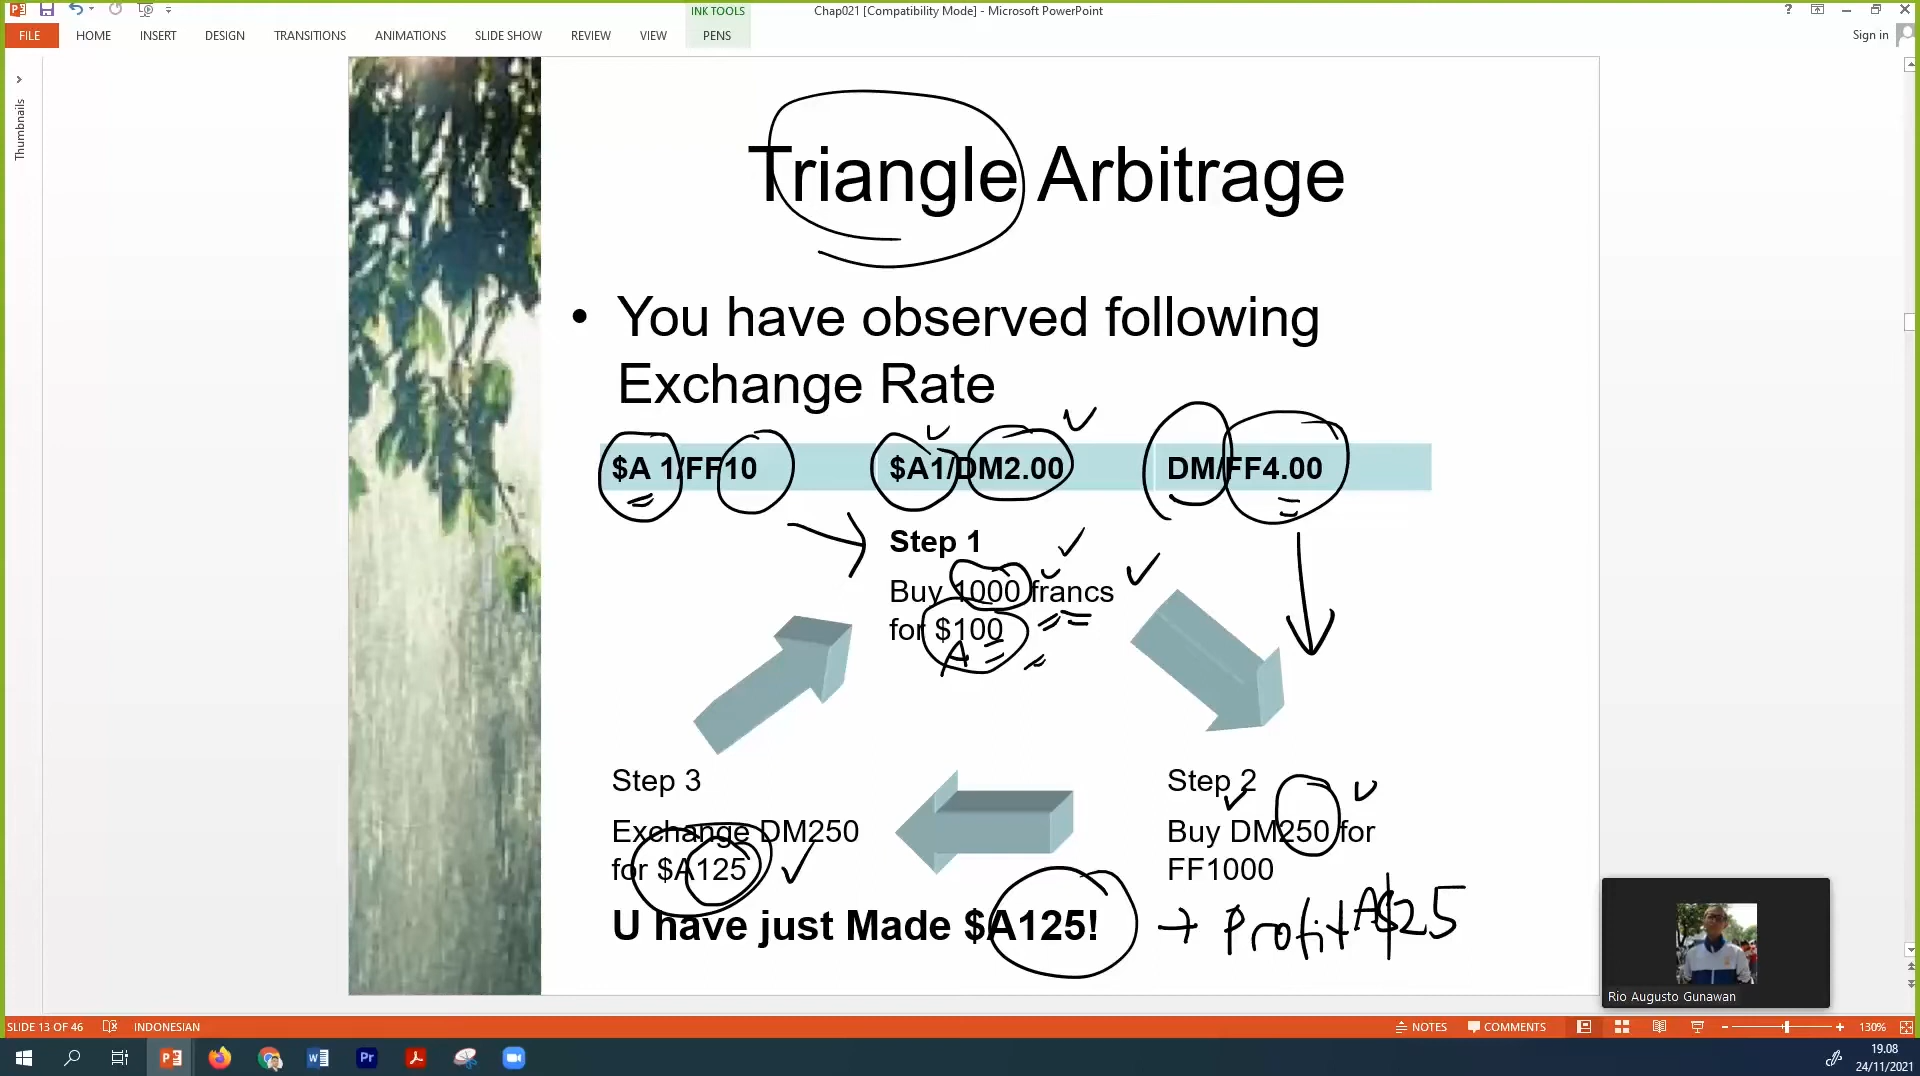 Chap021 [Compatibility Mode] - Microsoft PowerPoint
INK TOOLS
FILE HOME INSERT DESIGN TRANSITIONS ANIMATIONS SLIDE SHOW REVIEW VIEW PENS
Sign in
Thumbnails
Triangle Arbitrage
• You have observed following
Exchange Rate
$A 1/FF10 $A1/DM2.00 DM/FF4.00
Step 1
Buy 1000 francs
for $100
A
Step 3
Exchange DM250
for $A125
Step 2
Buy DM250 for
FF1000
U have just Made $A125!
→ Profit A$25
Rio Augusto Gunawan
SLIDE 13 OF 46 INDONESIAN NOTES COMMENTS 130%
19.08
24/11/2021